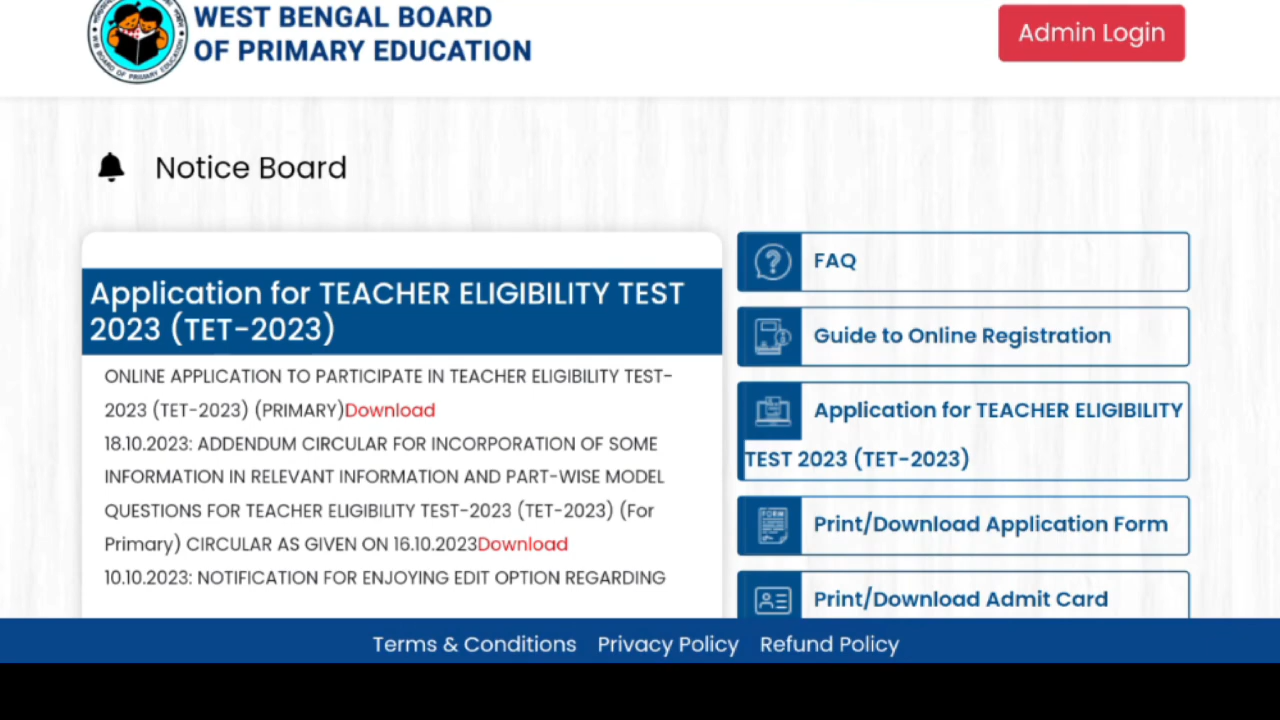 WEST BENGAL BOARD
OF PRIMARY EDUCATION
Admin Login
Notice Board
Application for TEACHER ELIGIBILITY TEST
2023 (TET-2023)
ONLINE APPLICATION TO PARTICIPATE IN TEACHER ELIGIBILITY TEST-
2023 (TET-2023) (PRIMARY)Download
18.10.2023: ADDENDUM CIRCULAR FOR INCORPORATION OF SOME
INFORMATION IN RELEVANT INFORMATION AND PART-WISE MODEL
QUESTIONS FOR TEACHER ELIGIBILITY TEST-2023 (TET-2023) (For
Primary) CIRCULAR AS GIVEN ON 16.10.2023Download
10.10.2023: NOTIFICATION FOR ENJOYING EDIT OPTION REGARDING
FAQ
Guide to Online Registration
Application for TEACHER ELIGIBILITY
TEST 2023 (TET-2023)
Print/Download Application Form
Print/Download Admit Card
Terms & Conditions Privacy Policy Refund Policy